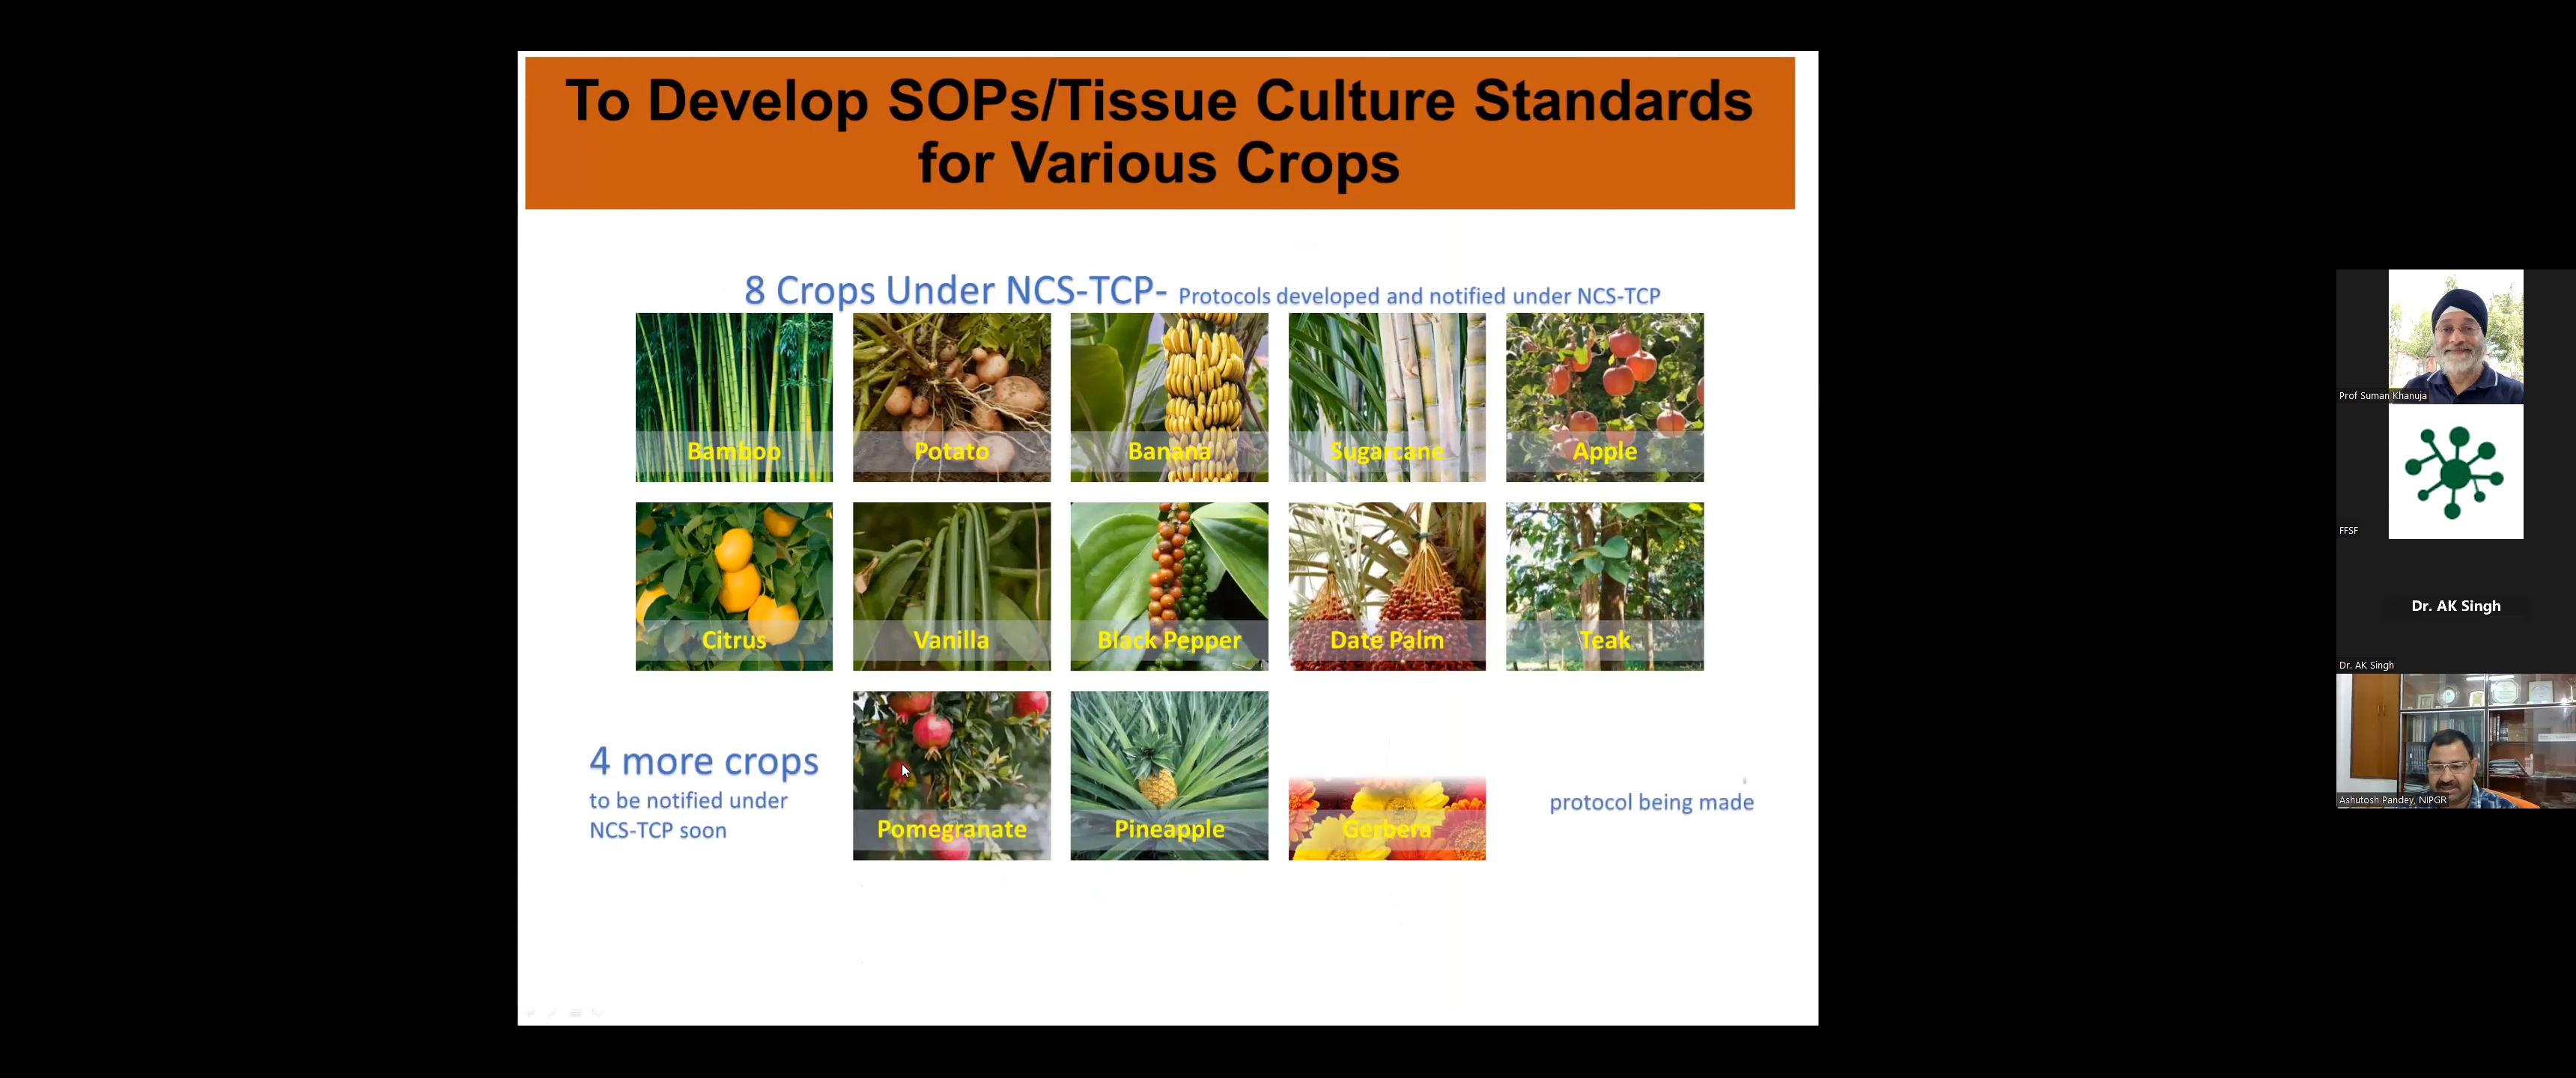 To Develop SOPs/Tissue Culture Standards
for Various Crops
8 Crops Under NCS-TCP- Protocols developed and notified under NCS-TCP
Bamboo
Potato
Banana
Sugarcane
Apple
Citrus
Vanilla
Black Pepper
Date Palm
Teak
4 more crops
to be notified under
NCS-TCP soon
Pomegranate
Pineapple
Gerbera
protocol being made
Prof Suman Khanuja
FFSF
Dr. AK Singh
Dr. AK Singh
Ashutosh Pandey, NIPGR